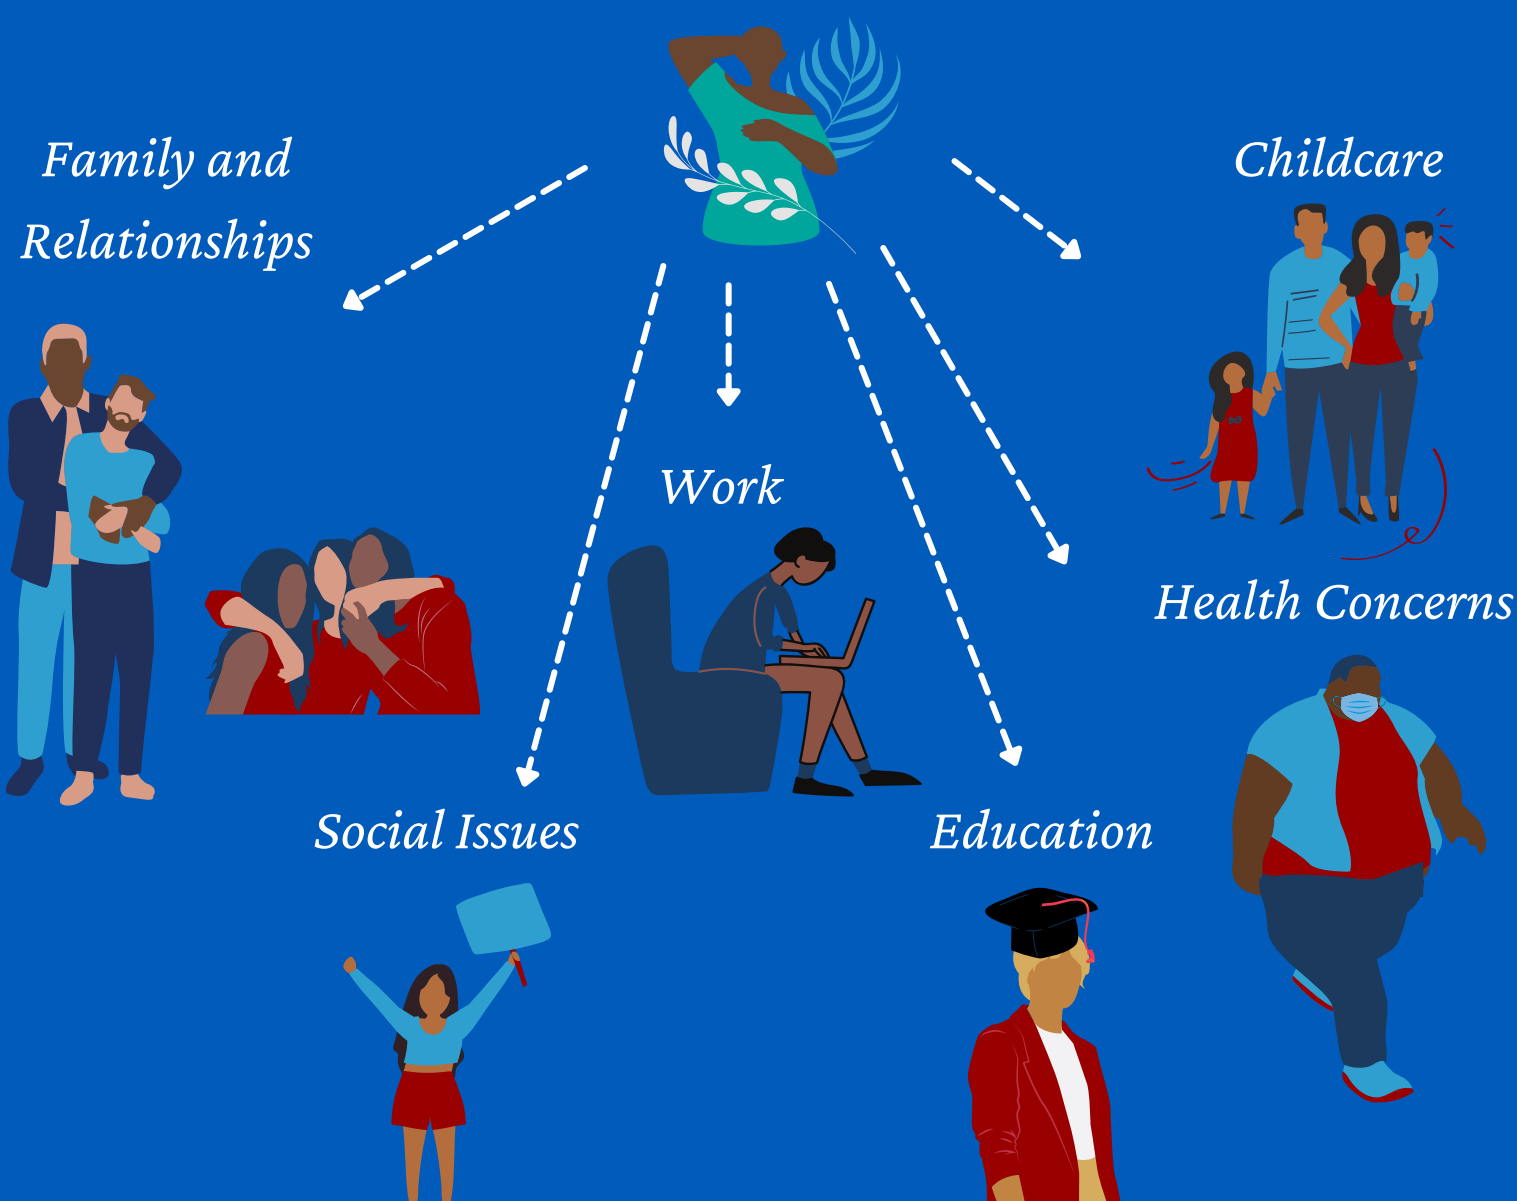 Family and
Relationships
Childcare
Work
Health Concerns
Social Issues
Education